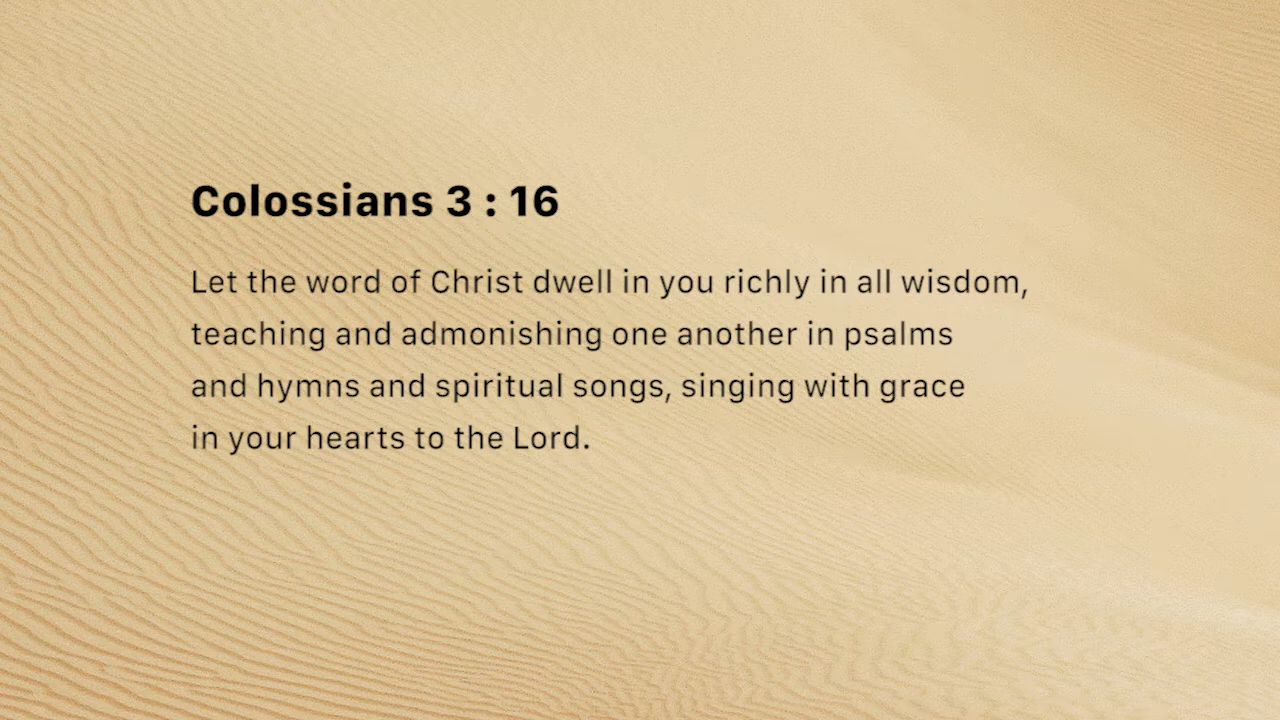 Colossians 3 : 16
Let the word of Christ dwell in you richly in all wisdom,
teaching and admonishing one another in psalms
and hymns and spiritual songs, singing with grace
in your hearts to the Lord.